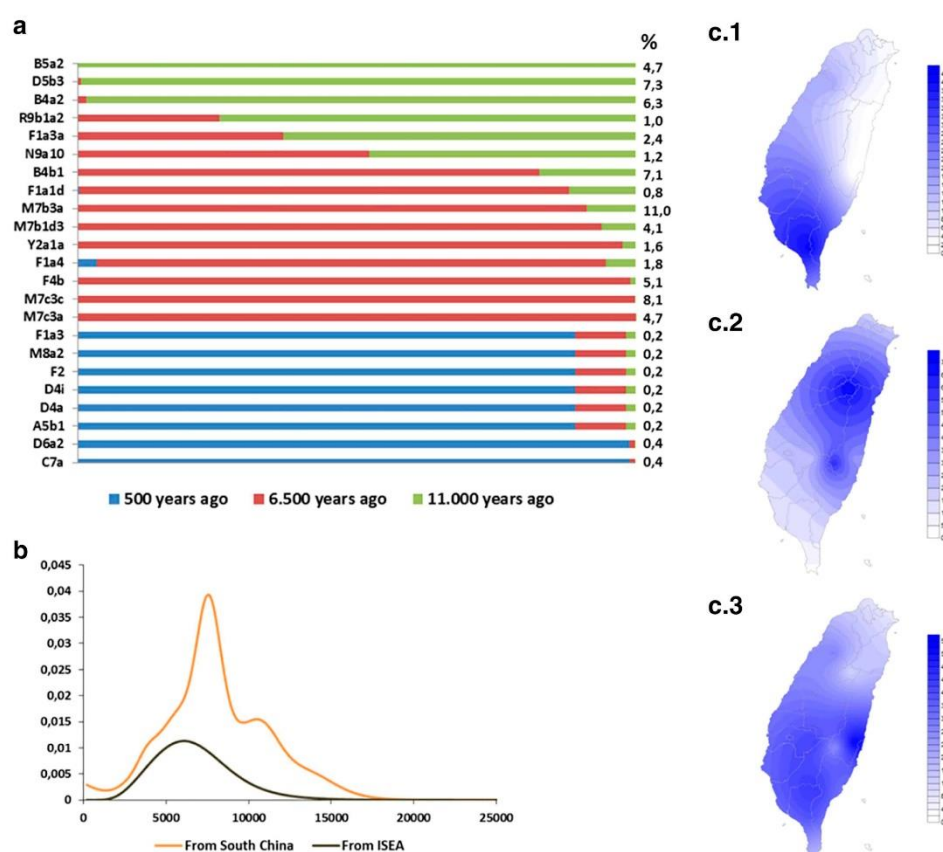 a
%
B5a2 4,7
D5b3 7,3
B4a2 6,3
R9b1a2 1,0
F1a3a 2,4
N9a10 1,2
B4b1 7,1
F1a1d 0,8
M7b3a 11,0
M7b1d3 4,1
Y2a1a 1,6
F1a4 1,8
F4b 5,1
M7c3c 8,1
M7c3a 4,7
F1a3 0,2
M8a2 0,2
F2 0,2
D4i 0,2
D4a 0,2
A5b1 0,2
D6a2 0,4
C7a 0,4
500 years ago 6.500 years ago 11.000 years ago
b
0,045
0,04
0,035
0,03
0,025
0,02
0,015
0,01
0,005
0
0 5000 10000 15000 20000 25000
From South China From ISEA
c.1
c.2
c.3